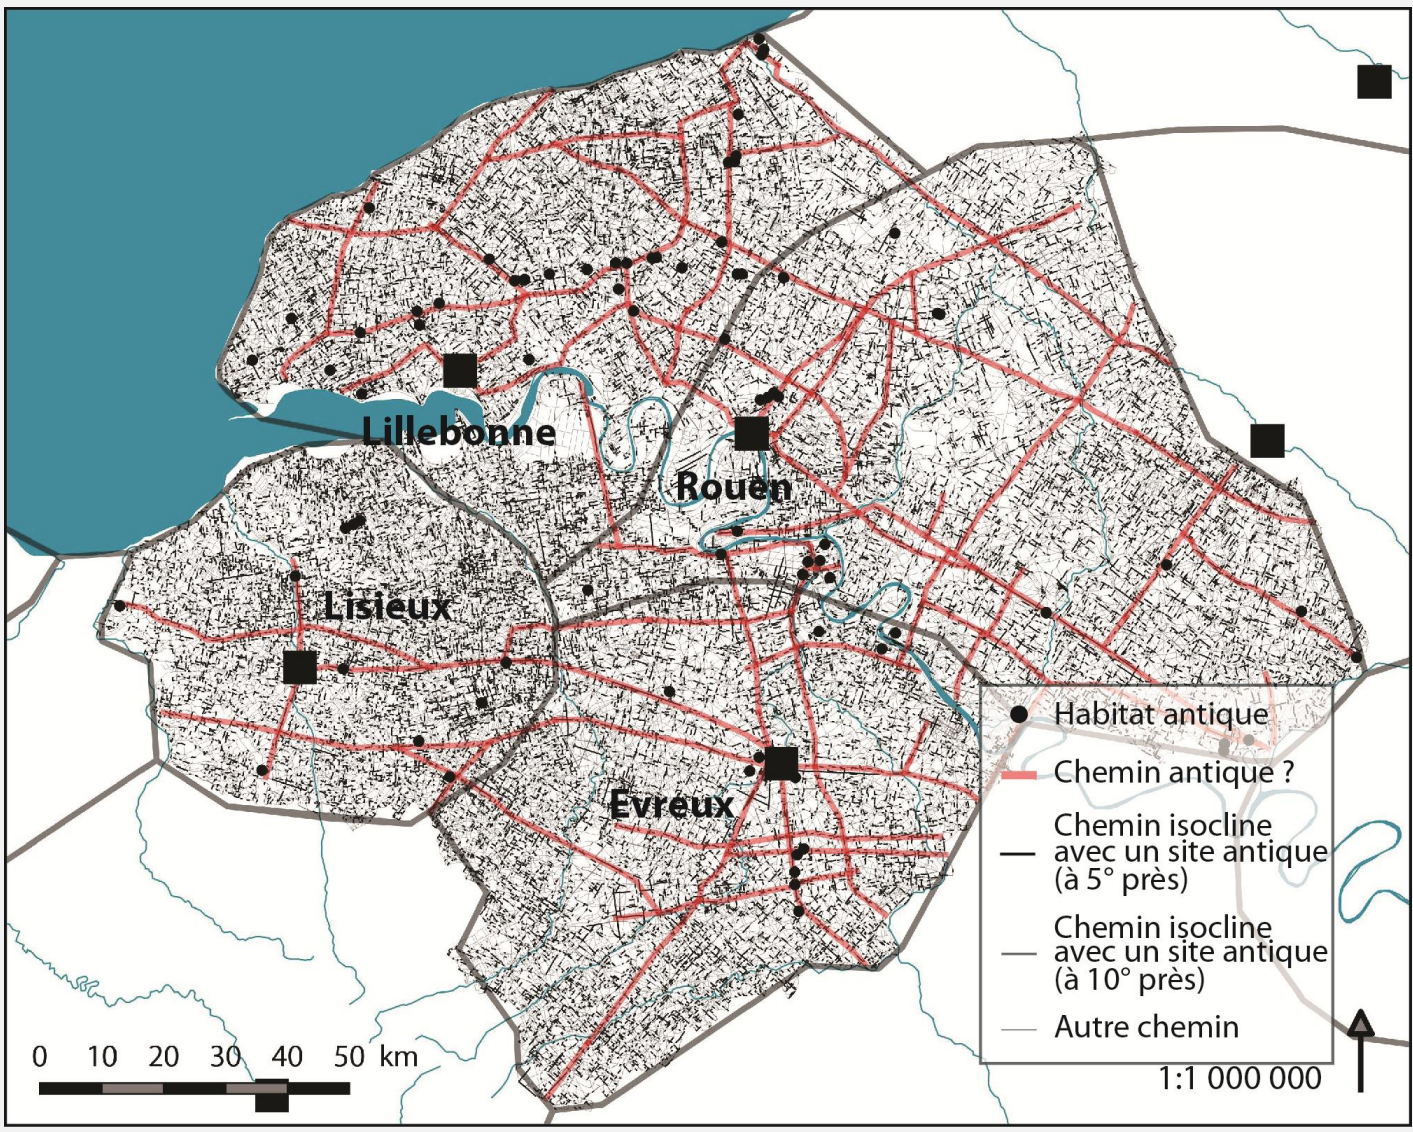 Lillebonne
Rouen
Lisieux
Evreux
Habitat antique
Chemin antique ?
Chemin isocline
avec un site antique
(à 5° près)
Chemin isocline
avec un site antique
(à 10° près)
Autre chemin
0 10 20 30 40 50 km
1:1 000 000